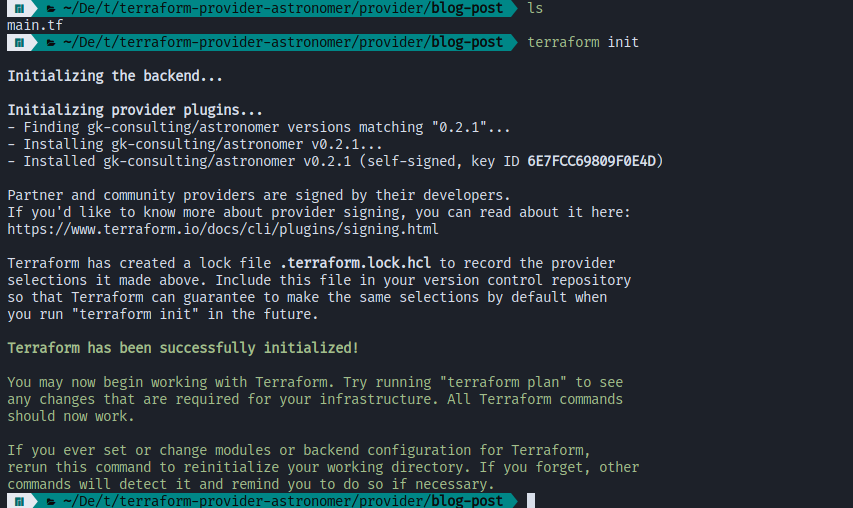 ~/De/t/terraform-provider-astronomer/provider/blog-post ls
main.tf
~/De/t/terraform-provider-astronomer/provider/blog-post terraform init
Initializing the backend...
Initializing provider plugins...
- Finding gk-consulting/astronomer versions matching "0.2.1"...
- Installing gk-consulting/astronomer v0.2.1...
- Installed gk-consulting/astronomer v0.2.1 (self-signed, key ID 6E7FCC69809F0E4D)
Partner and community providers are signed by their developers.
If you'd like to know more about provider signing, you can read about it here:
https://www.terraform.io/docs/cli/plugins/signing.html
Terraform has created a lock file .terraform.lock.hcl to record the provider
selections it made above. Include this file in your version control repository
so that Terraform can guarantee to make the same selections by default when
you run "terraform init" in the future.
Terraform has been successfully initialized!
You may now begin working with Terraform. Try running "terraform plan" to see
any changes that are required for your infrastructure. All Terraform commands
should now work.
If you ever set or change modules or backend configuration for Terraform,
rerun this command to reinitialize your working directory. If you forget, other
commands will detect it and remind you to do so if necessary.
~/De/t/terraform-provider-astronomer/provider/blog-post